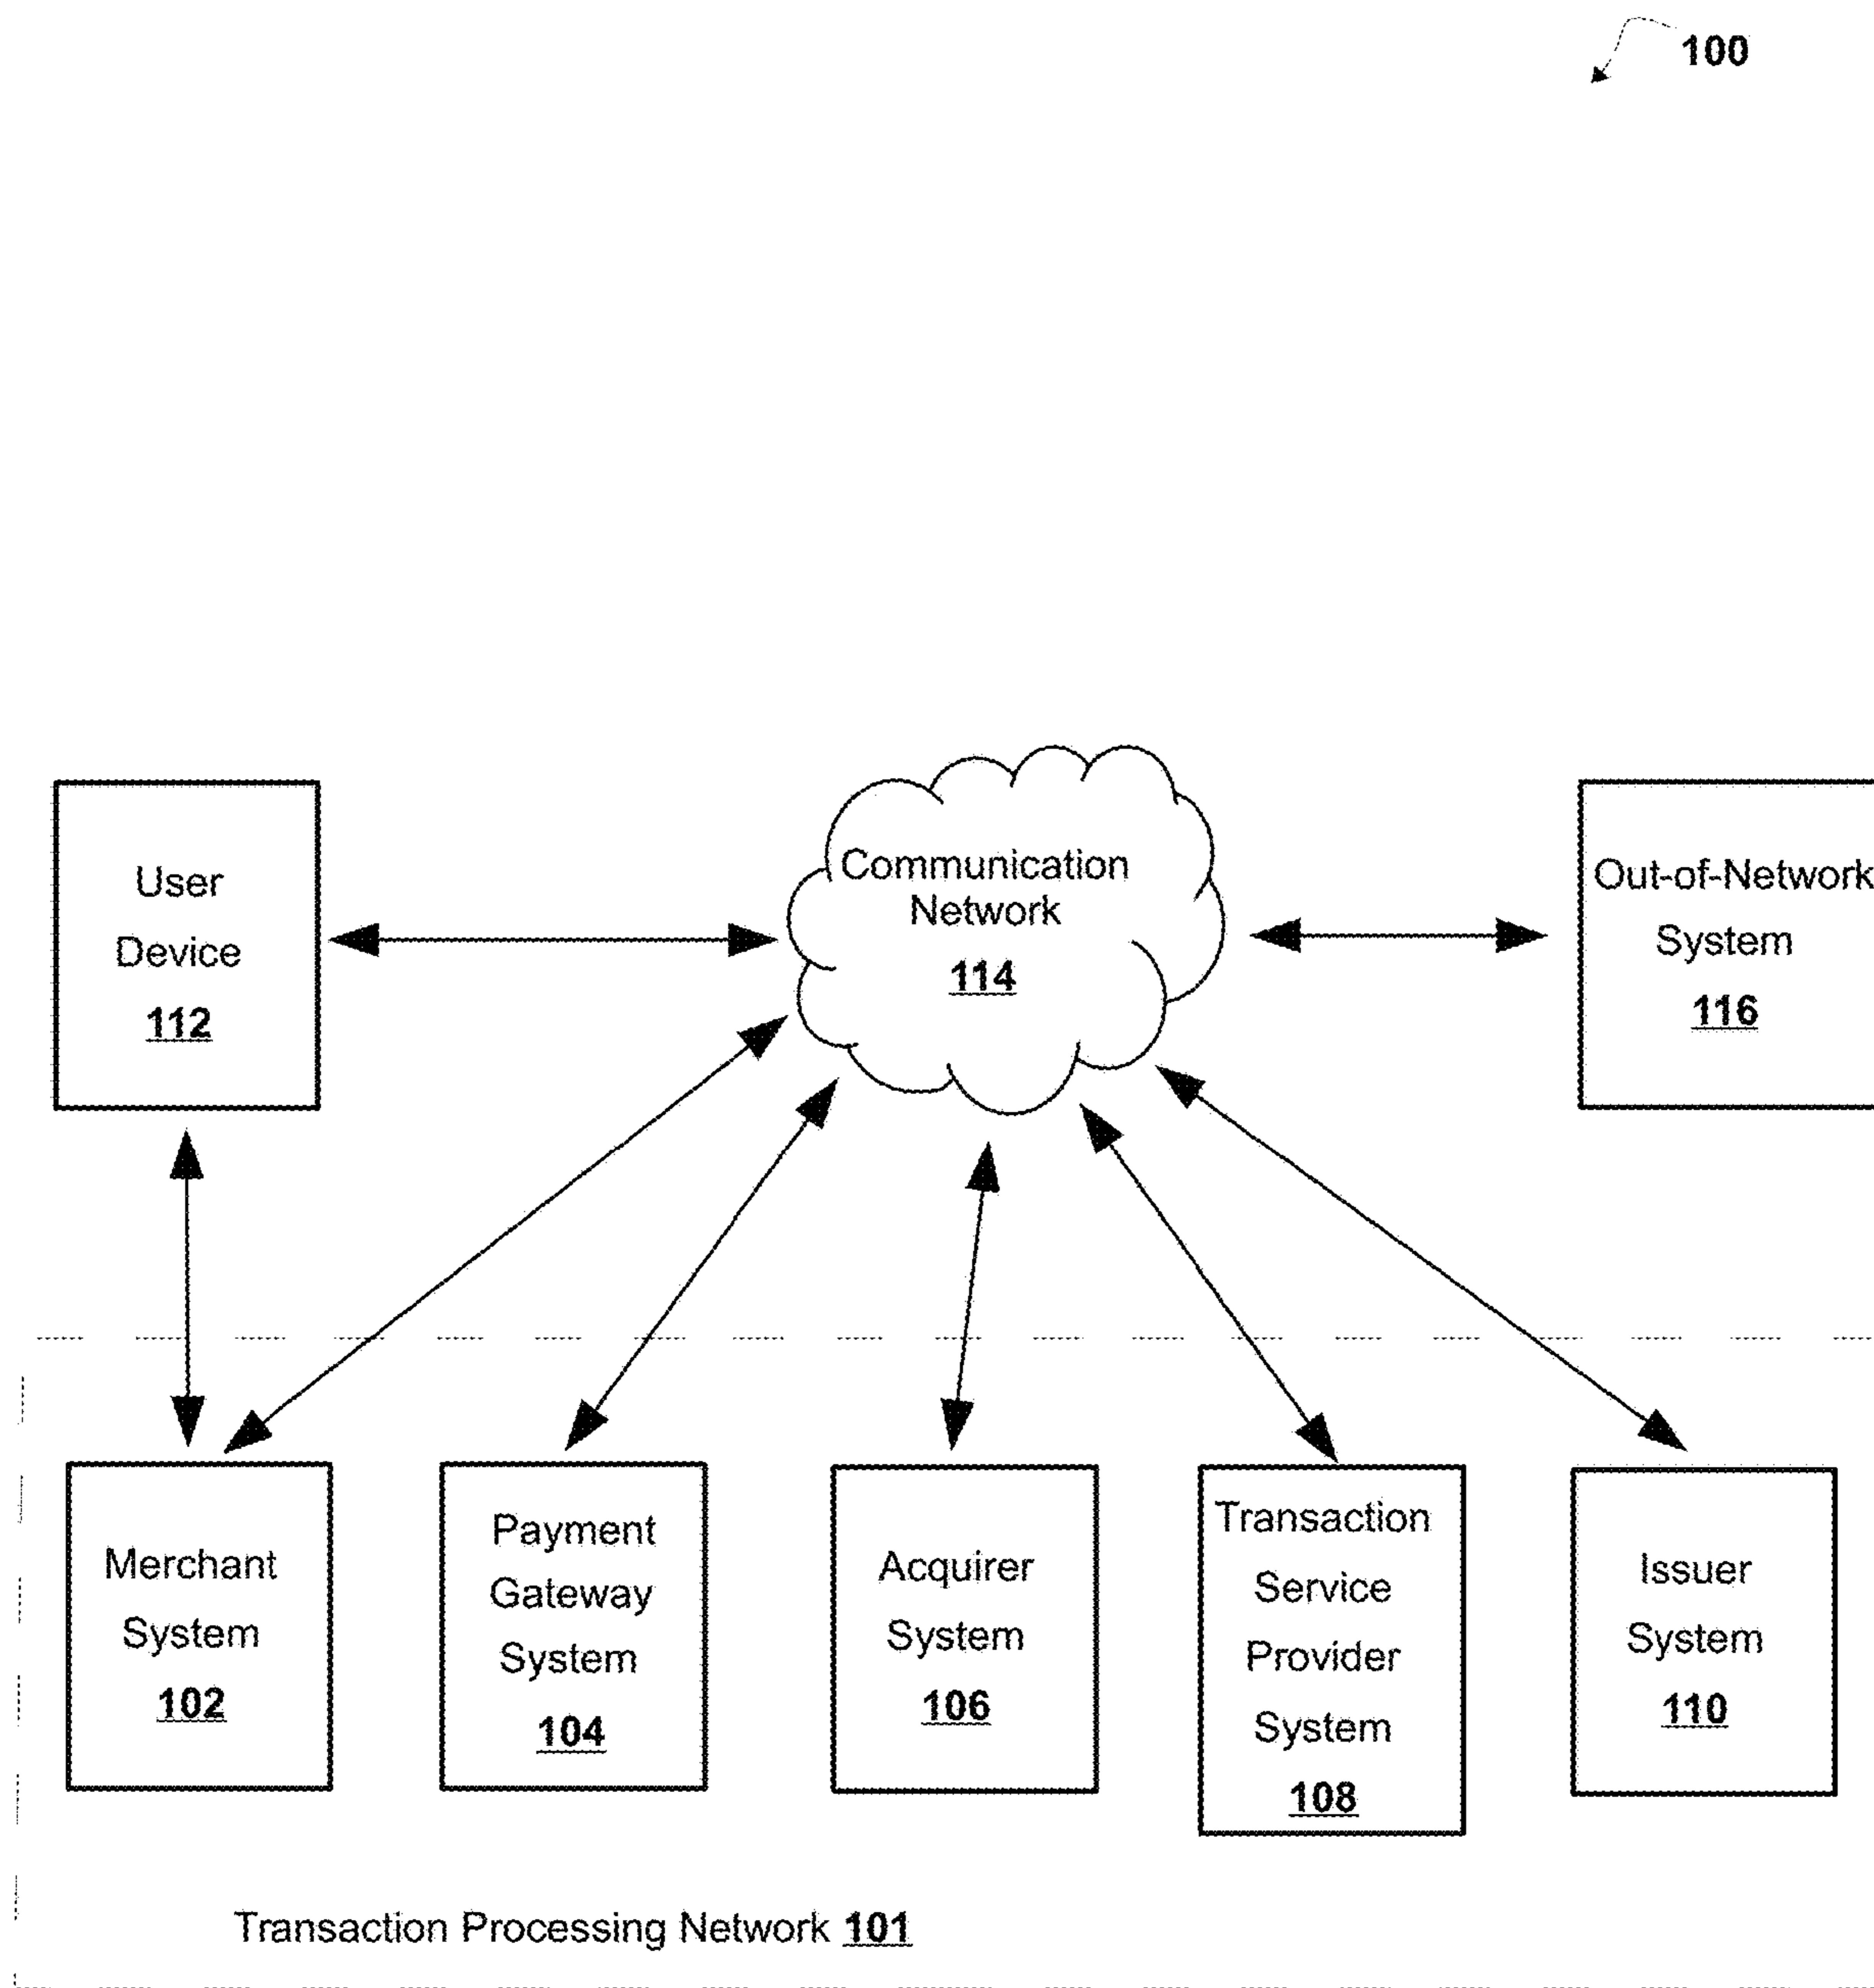 100
User
Device
112
Communication
Network
114
Out-of-Network
System
116
Merchant
System
102
Payment
Gateway
System
104
Acquirer
System
106
Transaction
Service
Provider
System
108
Issuer
System
110
Transaction Processing Network 101